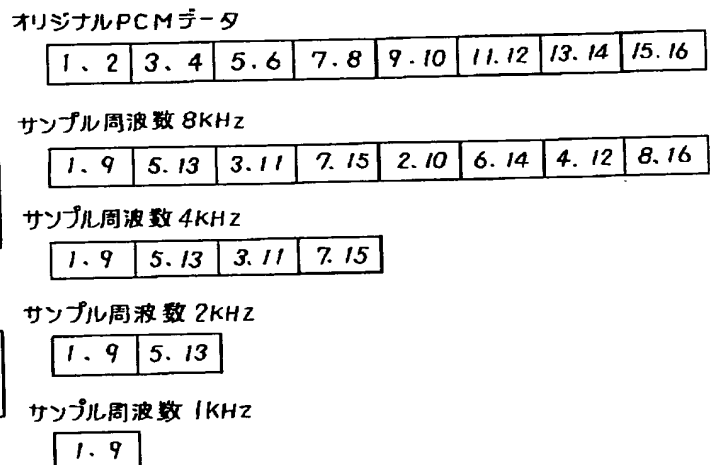 オリジナルPCMデータ
1、2 3、4 5.6 7.8 9.10 11.12 13.14 15.16
サンプル周波数 8KHz
1、9 5.13 3.11 7.15 2.10 6.14 4.12 8、16
サンプル周波数 4KHz
1.9 5.13 3.11 7.15
サンプル周波数 2KHz
1、9 5.13
サンプル周波数 1KHz
1.9